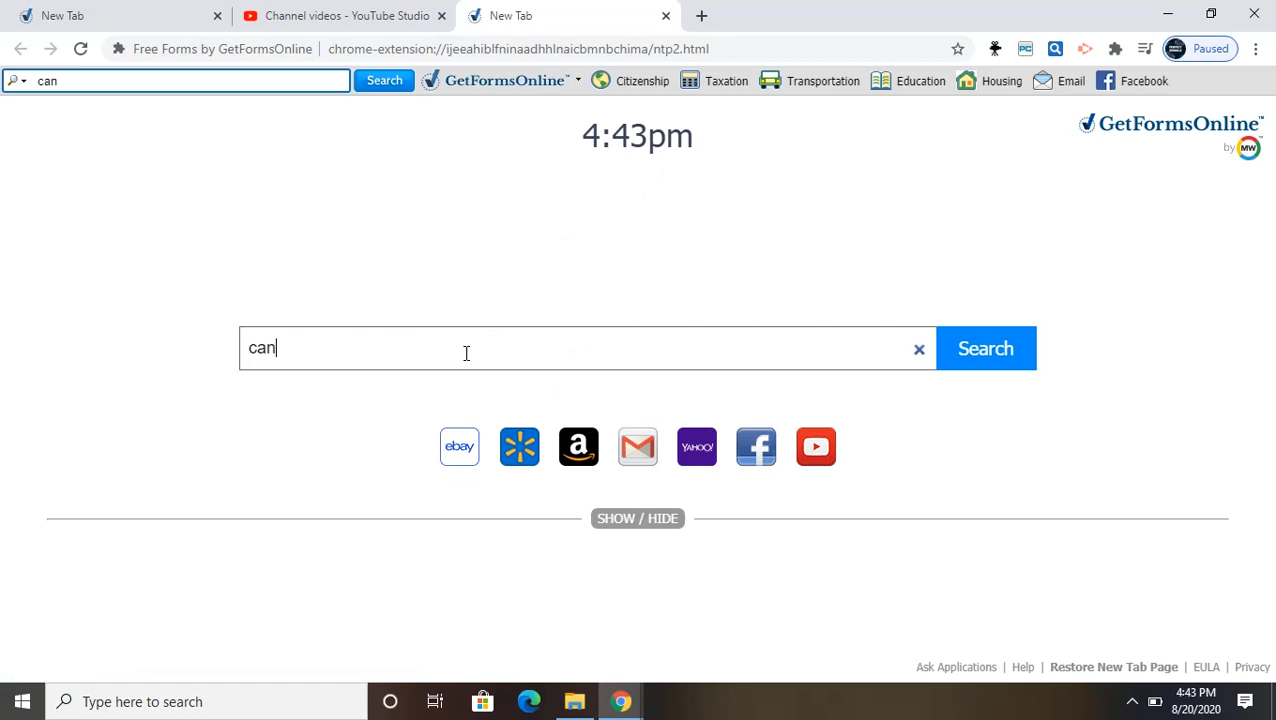 New Tab
Channel videos - YouTube Studio
New Tab
Free Forms by GetFormsOnline | chrome-extension://ijeeahiblfninaadhhlnaicbmnbchima/ntp2.html
Paused
can
Search
GetFormsOnline™
Citizenship
Taxation
Transportation
Education
Housing
Email
Facebook
4:43pm
GetFormsOnline™
by MW
can
Search
ebay
a
YAHOO!
f
SHOW / HIDE
Ask Applications | Help | Restore New Tab Page | EULA | Privacy
Type here to search
4:43 PM
8/20/2020